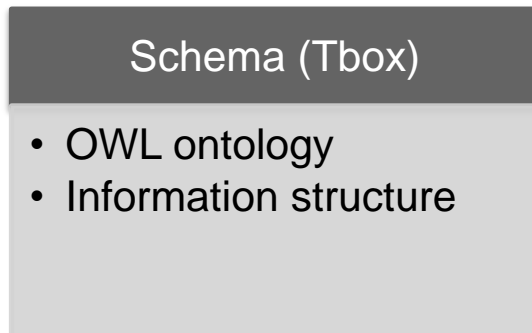 Schema (Tbox)
• OWL ontology
• Information structure